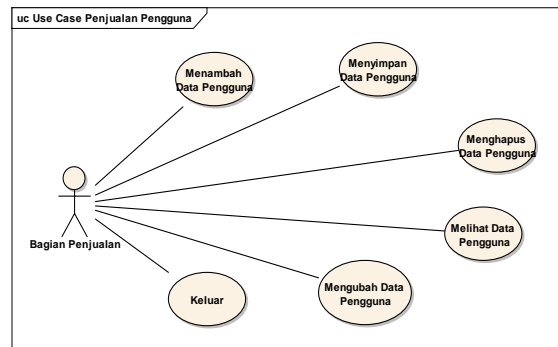 uc Use Case Penjualan Pengguna
Menambah
Data Pengguna
Menyimpan
Data Pengguna
Menghapus
Data Pengguna
Bagian Penjualan
Melihat Data
Pengguna
Mengubah Data
Pengguna
Keluar